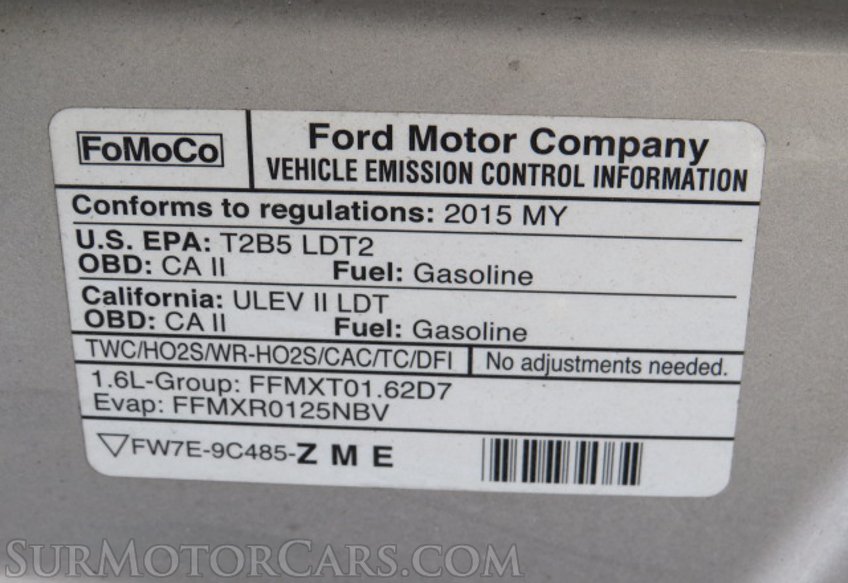 FoMoCo
Ford Motor Company
VEHICLE EMISSION CONTROL INFORMATION
Conforms to regulations: 2015 MY
U.S. EPA: T2B5 LDT2
OBD: CA II Fuel: Gasoline
California: ULEV II LDT
OBD: CA II Fuel: Gasoline
TWC/HO2S/WR-HO2S/CAC/TC/DFI No adjustments needed.
1.6L-Group: FFMXT01.62D7
Evap: FFMXR0125NBV
FW7E-9C485-Z M E
SURMOTORCARS.COM